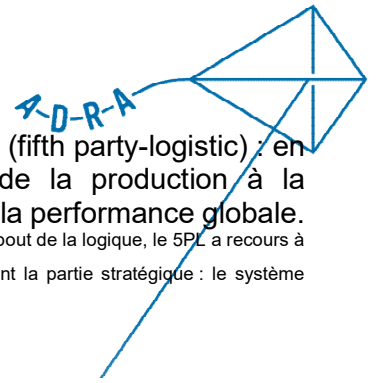 A-D-R-A
(fifth party-logistic) : en
de la production à la
la performance globale.
bout de la logique, le 5PL a recours à
nt la partie stratégique : le système